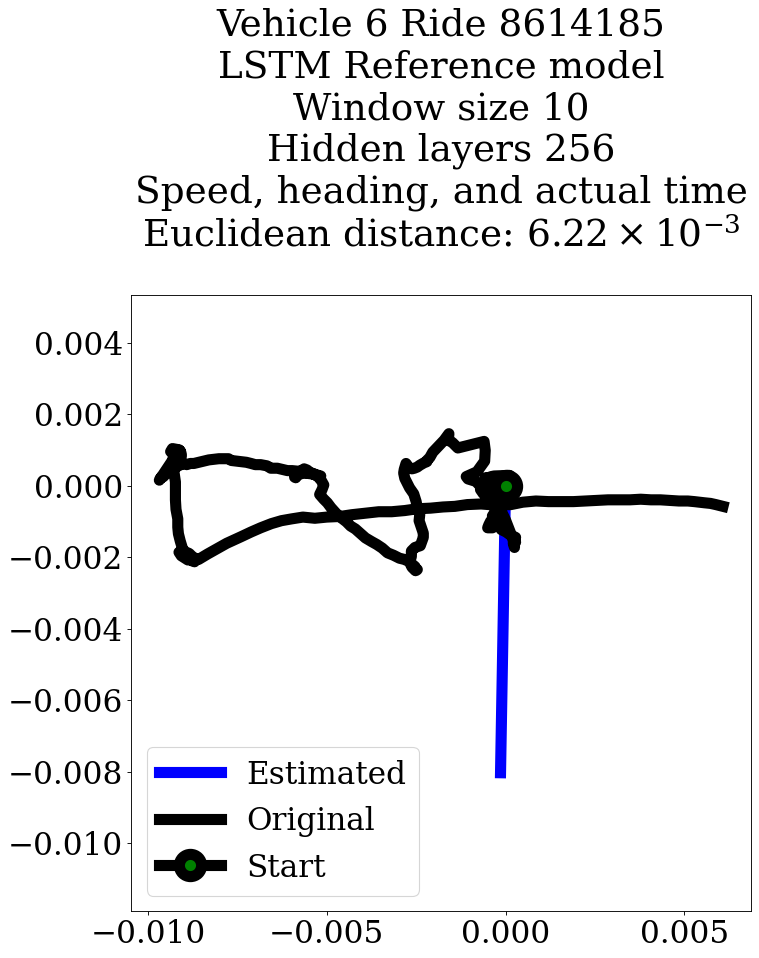 Vehicle 6 Ride 8614185
LSTM Reference model
Window size 10
Hidden layers 256
Speed, heading, and actual time
Euclidean distance: 6.22 × 10⁻³
0.004
0.002
0.000
−0.002
−0.004
−0.006
−0.008
−0.010
Estimated
Original
Start
−0.010
−0.005
0.000
0.005